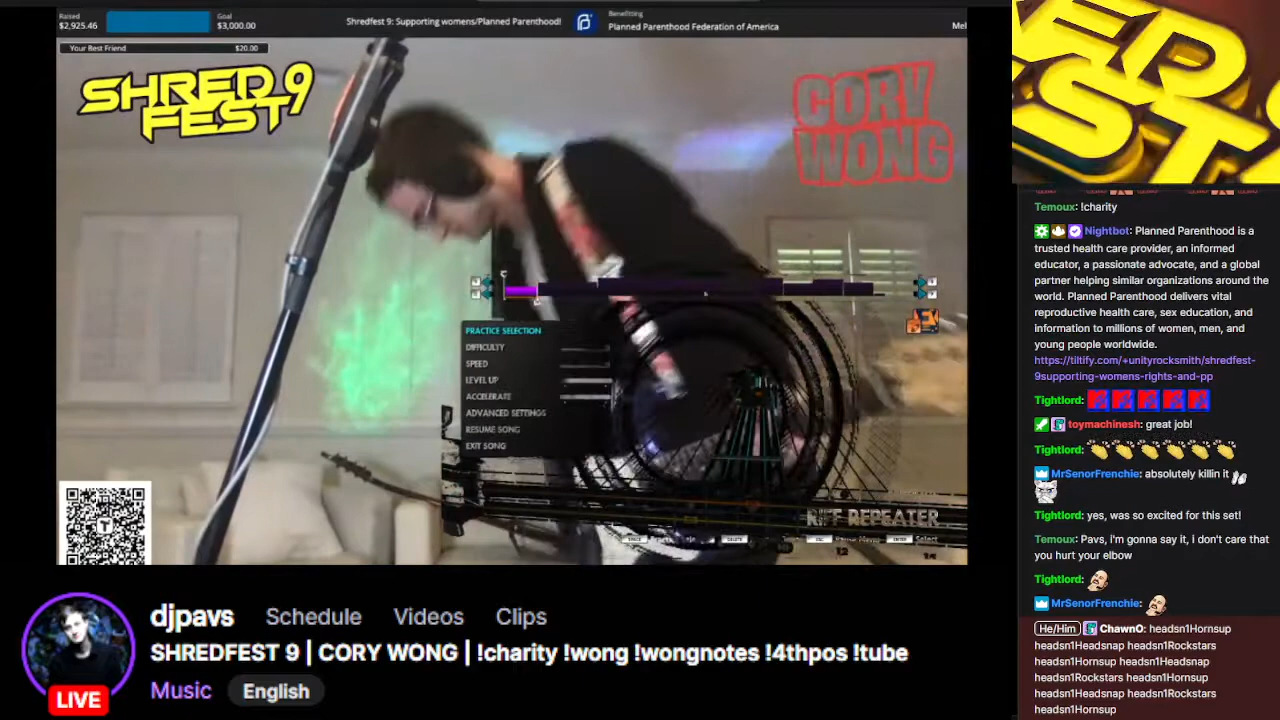 Raised
$2,925.46
Goal
$3,000.00
Shredfest 9: Supporting womens/Planned Parenthood!
Benefitting
Planned Parenthood Federation of America
Mel
Your Best Friend $20.00
SHRED 9
FEST
CORY
WONG
PRACTICE SELECTION
DIFFICULTY
SPEED
LEVEL UP
ACCELERATE
ADVANCED SETTINGS
RESUME SONG
EXIT SONG
RIFF REPEATER
djpavs Schedule Videos Clips
SHREDFEST 9 | CORY WONG | !charity !wong !wongnotes !4thpos !tube
LIVE
Music English
Temoux: !charity
Nightbot: Planned Parenthood is a
trusted health care provider, an informed
educator, a passionate advocate, and a global
partner helping similar organizations around the
world. Planned Parenthood delivers vital
reproductive health care, sex education, and
information to millions of women, men, and
young people worldwide.
https://tiltify.com/+unityrocksmith/shredfest-
9supporting-womens-rights-and-pp
Tightlord:
toymachinesh: great job!
Tightlord:
MrSenorFrenchie: absolutely killin it
Tightlord: yes, was so excited for this set!
Temoux: Pavs, i'm gonna say it, i don't care that
you hurt your elbow
Tightlord:
MrSenorFrenchie:
He/Him ChawnO: headsn1Hornsup
headsn1Headsnap headsn1Rockstars
headsn1Hornsup headsn1Headsnap
headsn1Rockstars headsn1Hornsup
headsn1Headsnap headsn1Rockstars
headsn1Hornsup